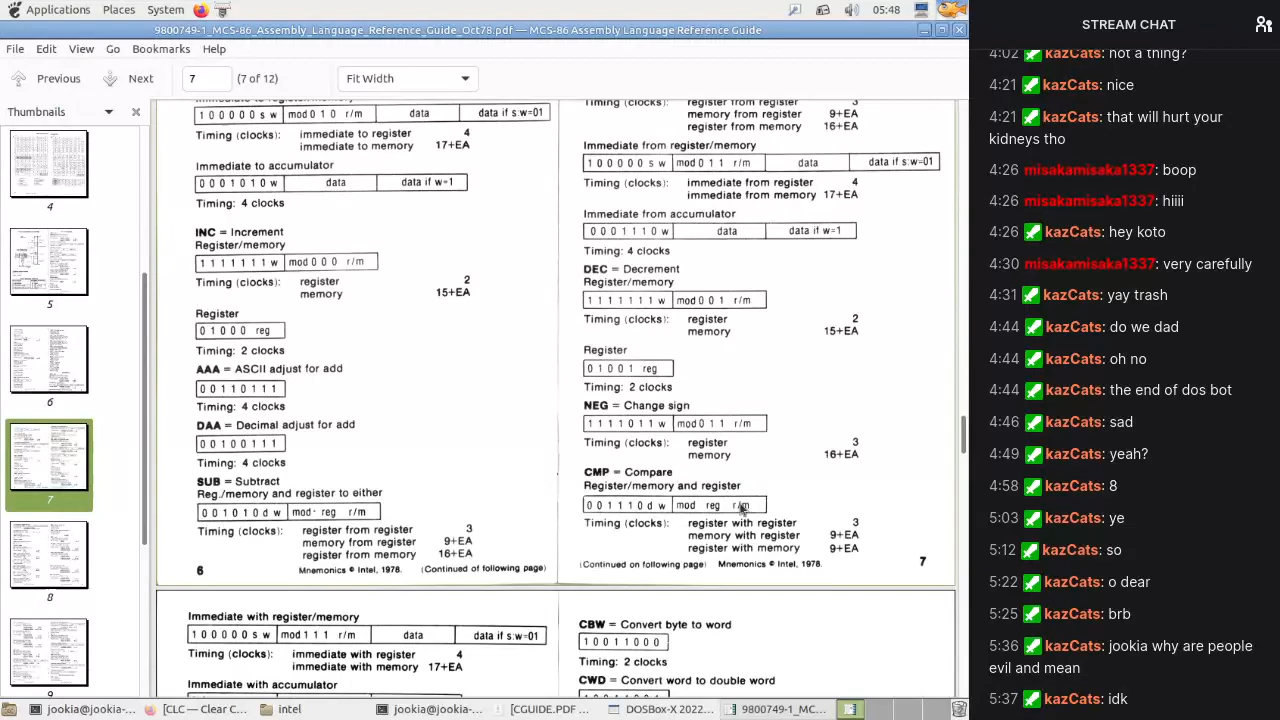 Applications Places System 05:48
9800749-1_MCS-86_Assembly_Language_Reference_Guide_Oct78.pdf — MCS-86 Assembly Language Reference Guide
File Edit View Go Bookmarks Help
Previous Next 7 (7 of 12) Fit Width
Thumbnails
4
5
6
7
8
9
Immediate to register/memory
1 0 0 0 0 0 s w mod 0 1 0 r/m data data if s:w=01
Timing (clocks): immediate to register 4
immediate to memory 17+EA
Immediate to accumulator
0 0 0 1 0 1 0 w data data if w=1
Timing: 4 clocks
INC = Increment
Register/memory
1 1 1 1 1 1 1 w mod 0 0 0 r/m
Timing (clocks): register 2
memory 15+EA
Register
0 1 0 0 0 reg
Timing: 2 clocks
AAA = ASCII adjust for add
0 0 1 1 0 1 1 1
Timing: 4 clocks
DAA = Decimal adjust for add
0 0 1 0 0 1 1 1
Timing: 4 clocks
SUB = Subtract
Reg./memory and register to either
0 0 1 0 1 0 d w mod reg r/m
Timing (clocks): register from register 3
memory from register 9+EA
register from memory 16+EA
6 Mnemonics © Intel, 1978. (Continued of following page)
Timing (clocks): register from register 3
memory from register 9+EA
register from memory 16+EA
Immediate from register/memory
1 0 0 0 0 0 s w mod 0 1 1 r/m data data if s:w=01
Timing (clocks): immediate from register 4
immediate from memory 17+EA
Immediate from accumulator
0 0 0 1 1 1 0 w data data if w=1
Timing: 4 clocks
DEC = Decrement
Register/memory
1 1 1 1 1 1 1 w mod 0 0 1 r/m
Timing (clocks): register 2
memory 15+EA
Register
0 1 0 0 1 reg
Timing: 2 clocks
NEG = Change sign
1 1 1 1 0 1 1 w mod 0 1 1 r/m
Timing (clocks): register 3
memory 16+EA
CMP = Compare
Register/memory and register
0 0 1 1 1 0 d w mod reg r/m
Timing (clocks): register with register 3
memory with register 9+EA
register with memory 9+EA
(Continued on following page) Mnemonics © Intel, 1978. 7
Immediate with register/memory
1 0 0 0 0 0 s w mod 1 1 1 r/m data data if s:w=01
Timing (clocks): immediate with register 4
immediate with memory 17+EA
Immediate with accumulator
CBW = Convert byte to word
1 0 0 1 1 0 0 0
Timing: 2 clocks
CWD = Convert word to double word
jookia@jookia-... [CLC — Clear C... intel jookia@jookia-... [CGUIDE.PDF ... DOSBox-X 2022... 9800749-1_MC...
STREAM CHAT
4:02 kazCats: not a thing?
4:21 kazCats: nice
4:21 kazCats: that will hurt your
kidneys tho
4:26 misakamisaka1337: boop
4:26 misakamisaka1337: hiiii
4:26 kazCats: hey koto
4:30 misakamisaka1337: very carefully
4:31 kazCats: yay trash
4:44 kazCats: do we dad
4:44 kazCats: oh no
4:44 kazCats: the end of dos bot
4:46 kazCats: sad
4:49 kazCats: yeah?
4:58 kazCats: 8
5:03 kazCats: ye
5:12 kazCats: so
5:22 kazCats: o dear
5:25 kazCats: brb
5:36 kazCats: jookia why are people
evil and mean
5:37 kazCats: idk